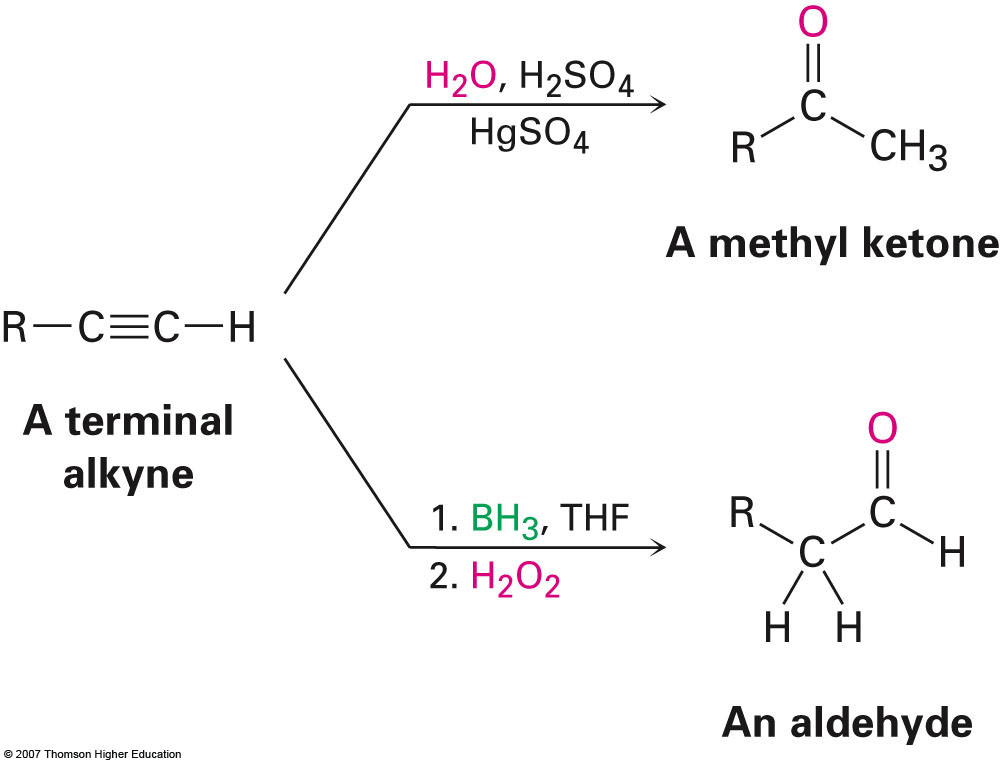 O
H2O, H2SO4
C
HgSO4
R
CH3
A methyl ketone
R—C≡C—H
A terminal
alkyne
O
1. BH3, THF
R
C
2. H2O2
C
H
H H
An aldehyde
© 2007 Thomson Higher Education